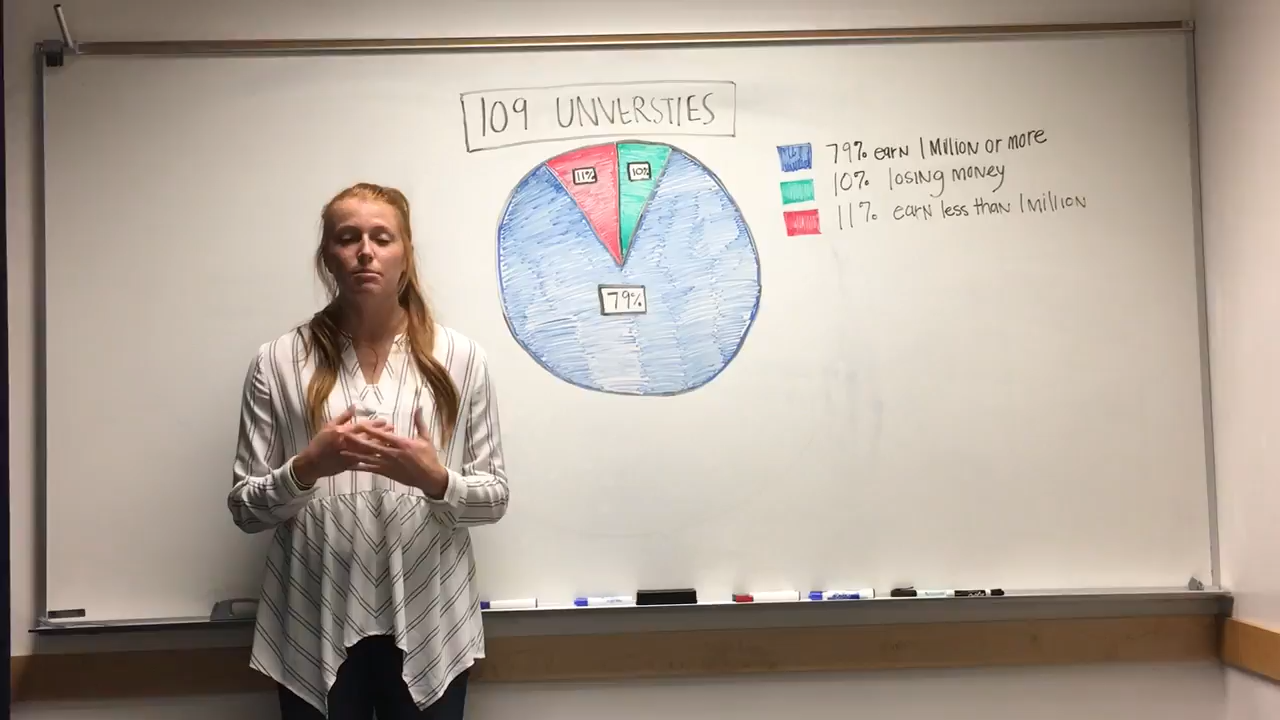 109 UNVERSTIES
11%
10%
79%
79% earn 1 Million or more
10% losing money
11% earn less than 1 million